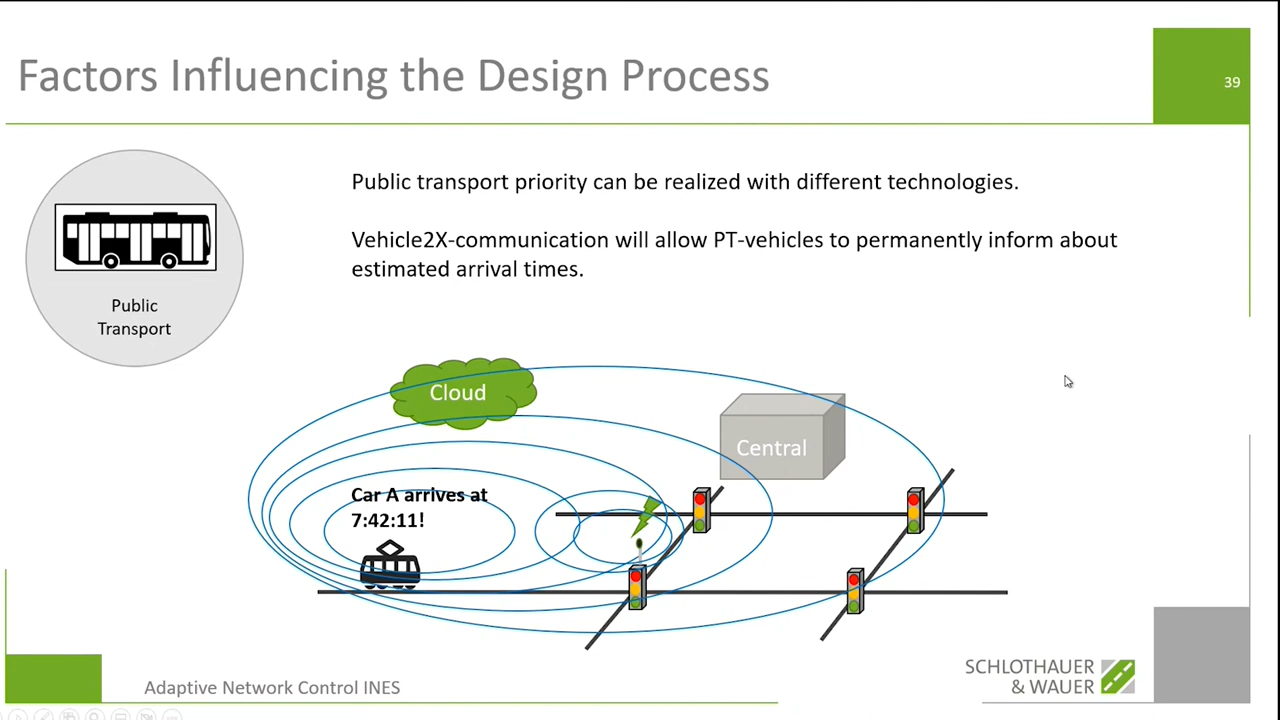 Factors Influencing the Design Process
39
Public transport priority can be realized with different technologies.
Vehicle2X-communication will allow PT-vehicles to permanently inform about
estimated arrival times.
Public
Transport
Cloud
Central
Car A arrives at
7:42:11!
SCHLOTHAUER
& WAUER
Adaptive Network Control INES